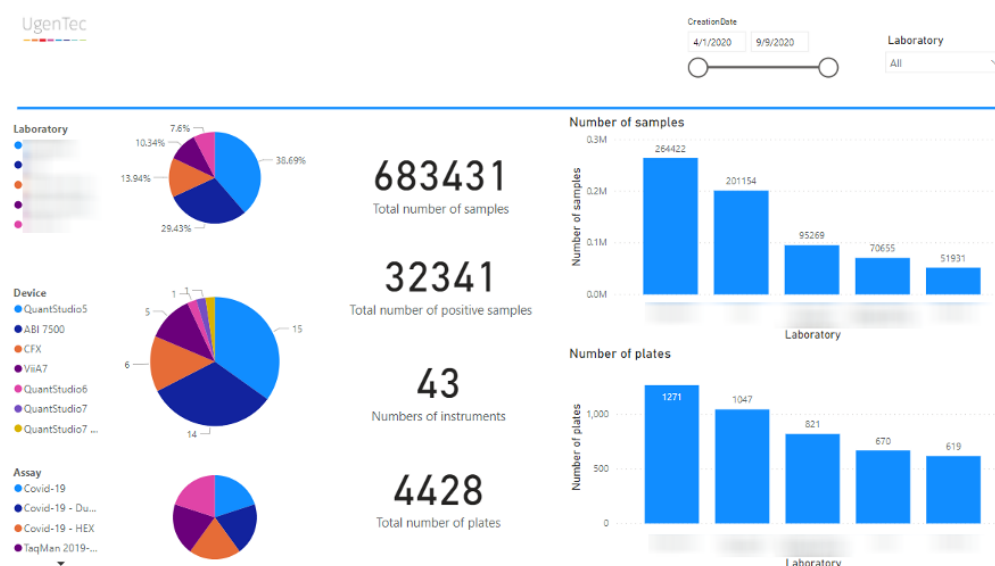 UgenTec
CreationDate
4/1/2020 9/9/2020
Laboratory
All
Laboratory
7.6%
10.34%
13.94%
29.43%
38.69%
683431
Total number of samples
Number of samples
Number of samples
0.3M
0.2M
0.1M
0.0M
264422
201154
95269
70655
51931
Laboratory
Device
QuantStudio5
ABI 7500
CFX
ViiA7
QuantStudio6
QuantStudio7
QuantStudio7 ...
1
1
5
6
14
15
32341
Total number of positive samples
43
Numbers of instruments
Number of plates
Number of plates
1,000
500
0
1271
1047
821
670
619
Laboratory
Assay
Covid-19
Covid-19 - Du...
Covid-19 - HEX
TaqMan 2019-...
4428
Total number of plates